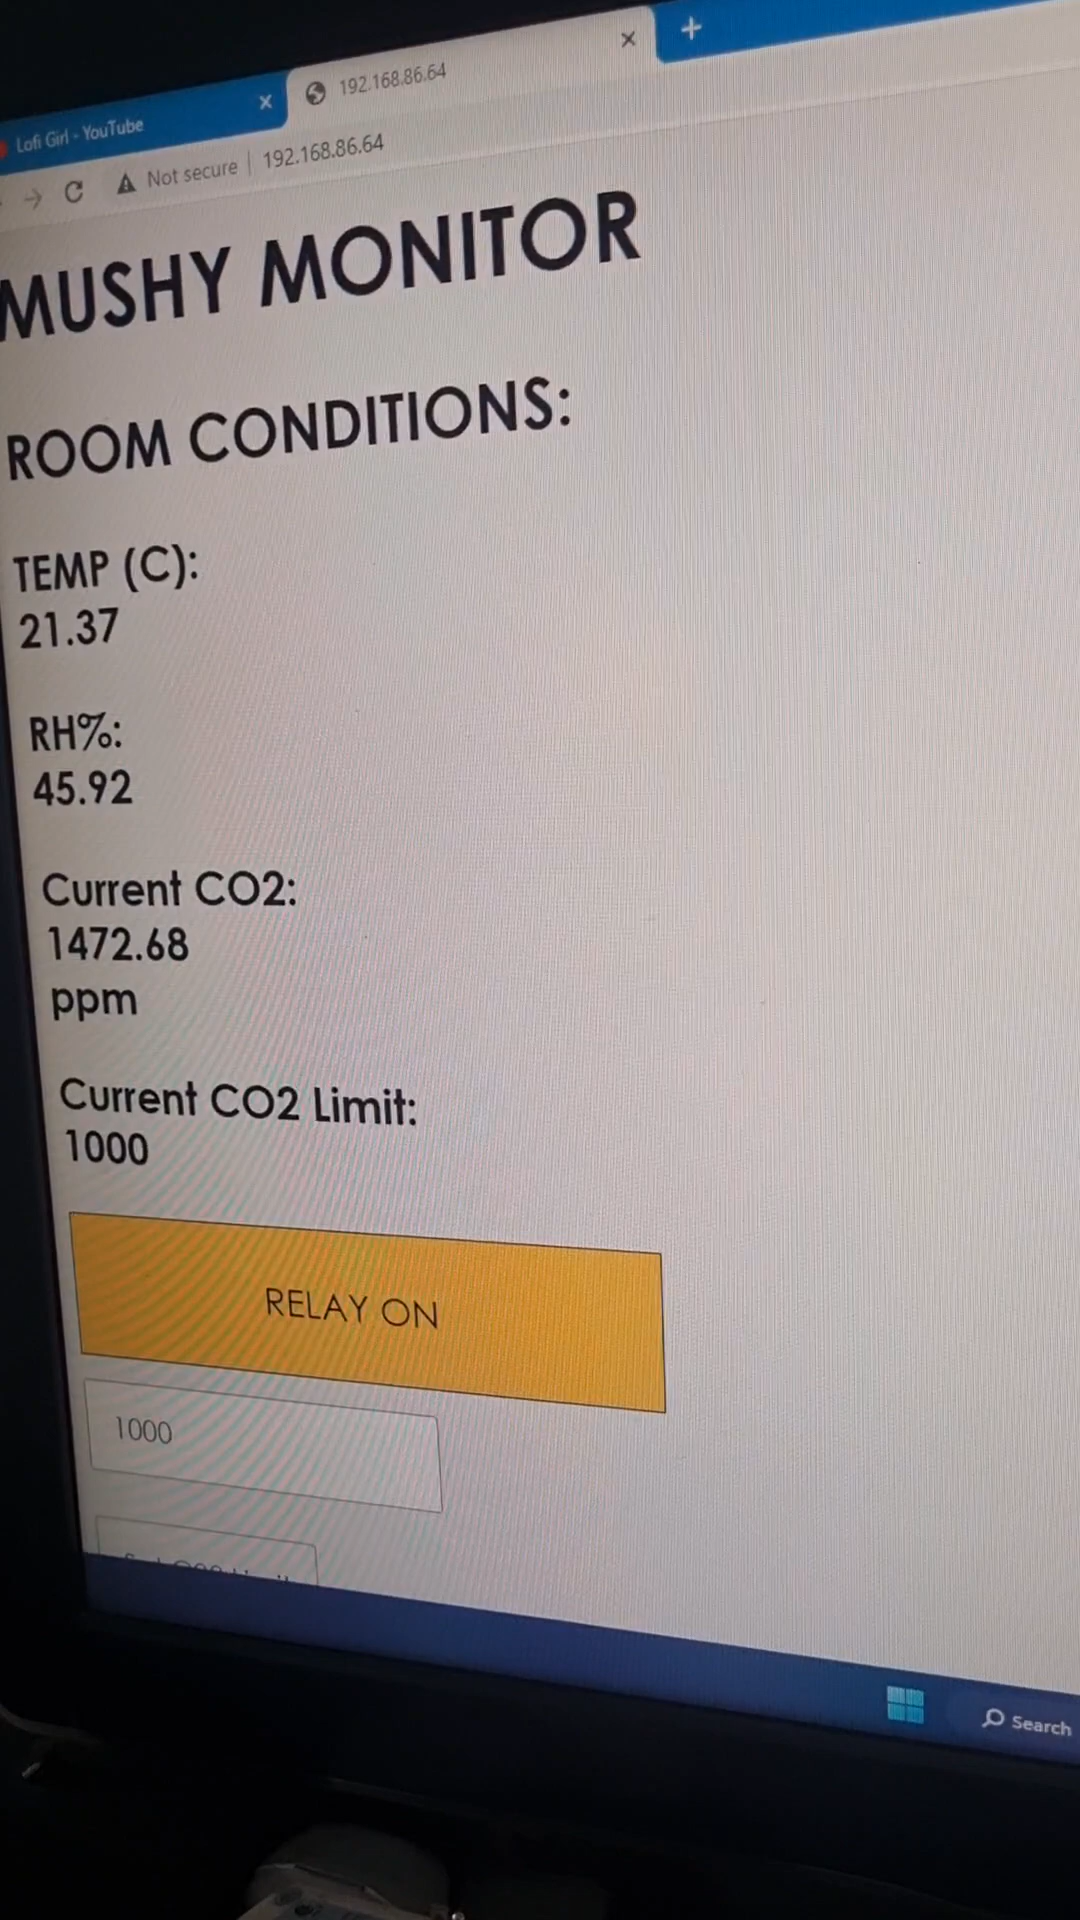 Lofi Girl - YouTube
192.168.86.64
Not secure
192.168.86.64
MUSHY MONITOR
ROOM CONDITIONS:
TEMP (C):
21.37
RH%:
45.92
Current CO2:
1472.68
ppm
Current CO2 Limit:
1000
RELAY ON
1000
Search